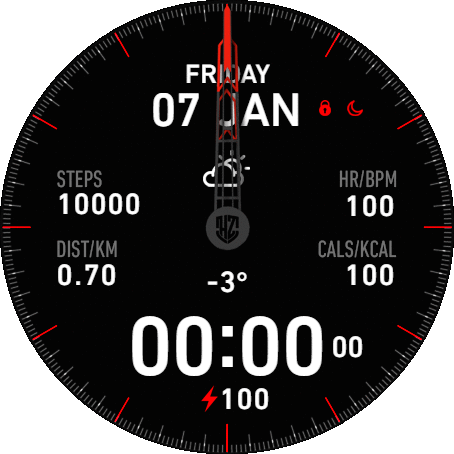 FRIDAY
07 JAN
STEPS
10000
HR/BPM
100
DIST/KM
0.70
CALS/KCAL
100
-3°
00:00 00
100